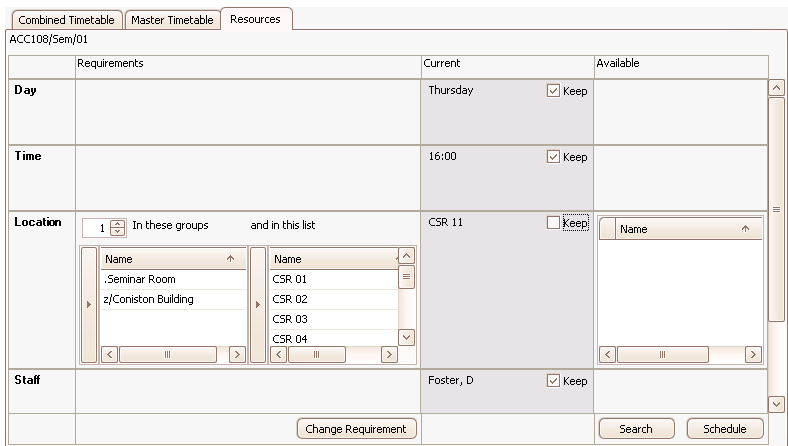 Combined Timetable Master Timetable Resources
ACC108/Sem/01
Requirements Current Available
Day Thursday Keep
Time 16:00 Keep
Location 1 In these groups and in this list CSR 11 Keep
Name Name Name
.Seminar Room CSR 01
z/Coniston Building CSR 02
CSR 03
CSR 04
Staff Foster, D Keep
Change Requirement Search Schedule